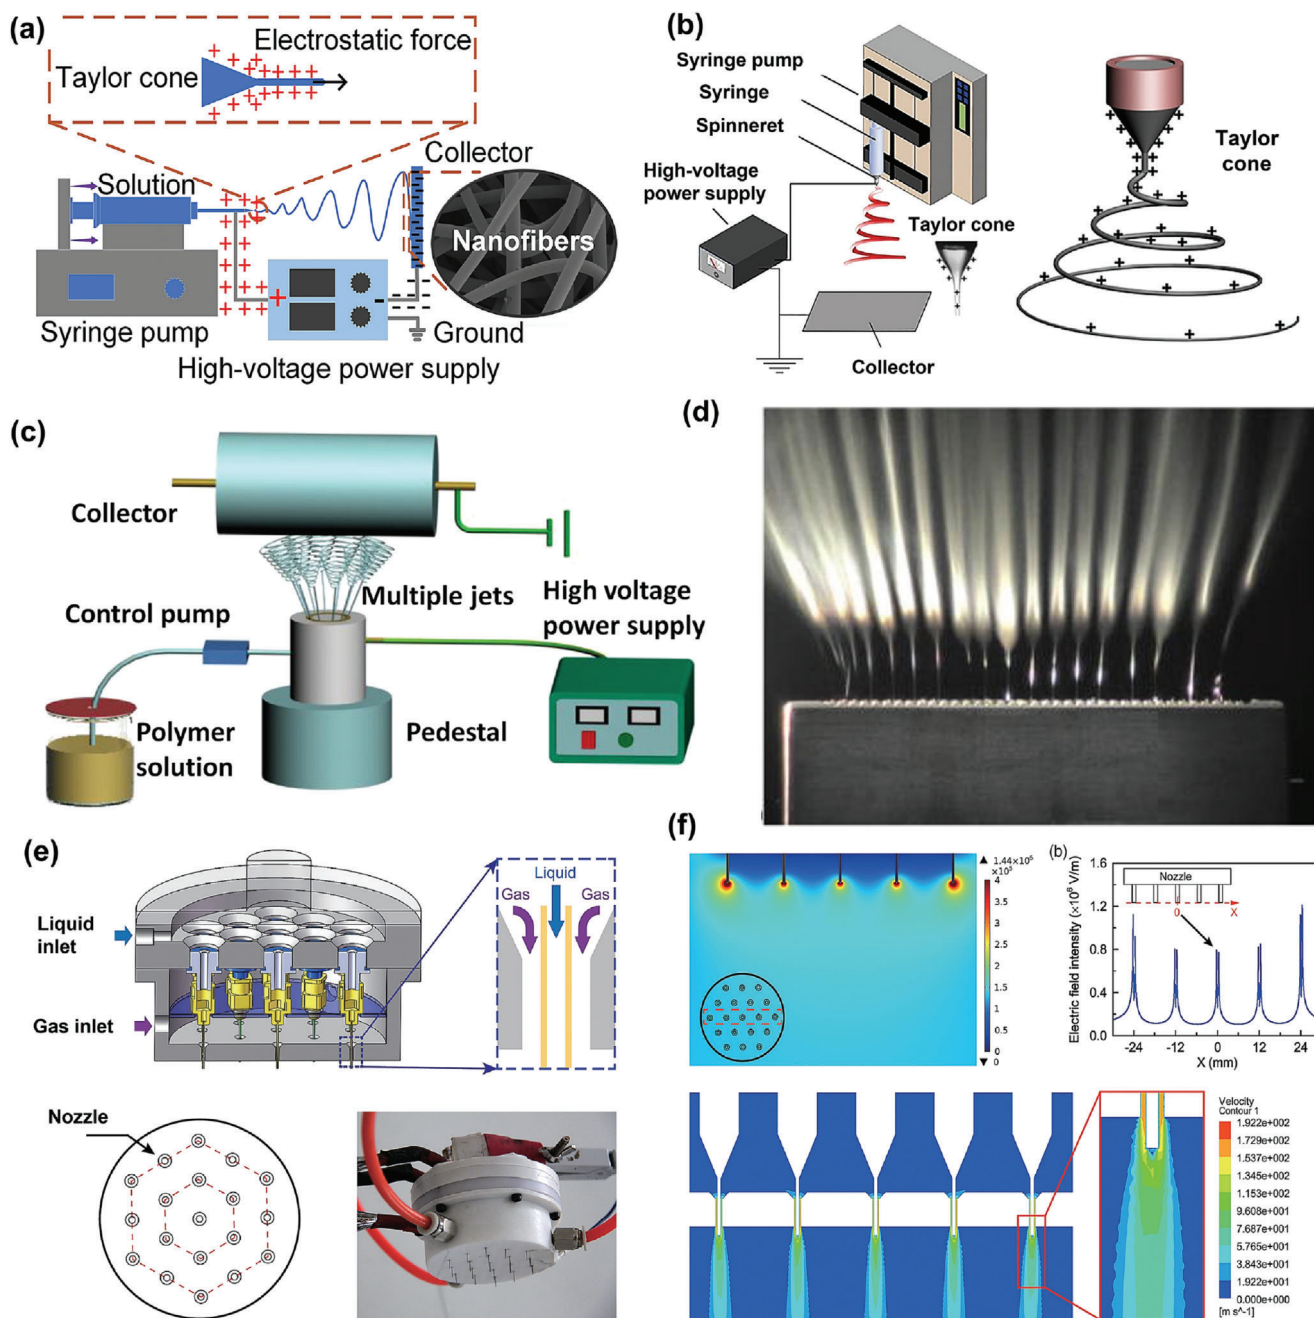 (a)
Electrostatic force
Taylor cone
Collector
Solution
Nanofibers
Syringe pump
Ground
High-voltage power supply
(b)
Syringe pump
Syringe
Spinneret
High-voltage
power supply
Taylor cone
Collector
Taylor
cone
(c)
Collector
Multiple jets
Control pump
High voltage
power supply
Polymer
solution
Pedestal
(d)
(e)
Liquid
inlet
Gas inlet
Liquid
Gas
Gas
Nozzle
(f)
▲ 1.44×10⁵
×10⁵
4
3.5
3
2.5
2
1.5
1
0.5
0
▼ 0
(b)
Electric field intensity (×10⁶ V/m)
1.6
1.2
0.8
0.4
0.0
Nozzle
0
X
-24
-12
0
12
24
X (mm)
Velocity
Contour 1
1.922e+002
1.729e+002
1.537e+002
1.345e+002
1.153e+002
9.608e+001
7.687e+001
5.765e+001
3.843e+001
1.922e+001
0.000e+000
[m s^-1]